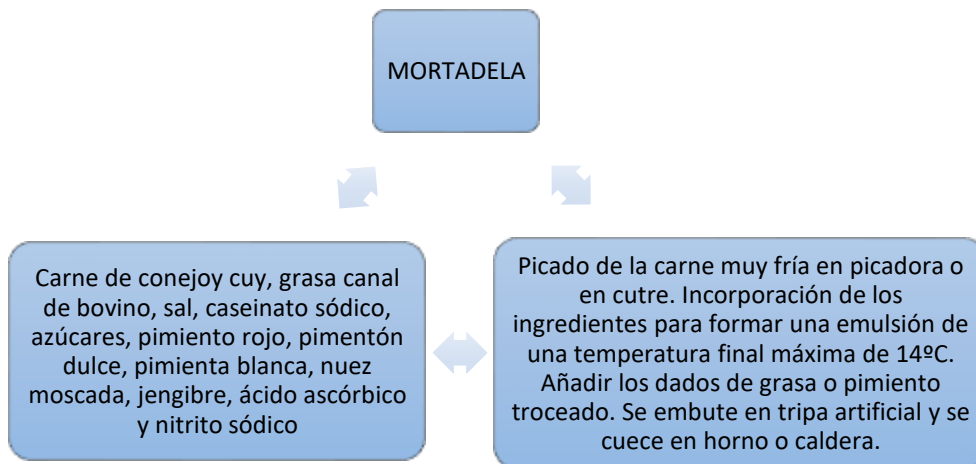 MORTADELA
Carne de conejoy cuy, grasa canal
de bovino, sal, caseinato sódico,
azúcares, pimiento rojo, pimentón
dulce, pimienta blanca, nuez
moscada, jengibre, ácido ascórbico
y nitrito sódico
Picado de la carne muy fría en picadora o
en cutre. Incorporación de los
ingredientes para formar una emulsión de
una temperatura final máxima de 14ºC.
Añadir los dados de grasa o pimiento
troceado. Se embute en tripa artificial y se
cuece en horno o caldera.